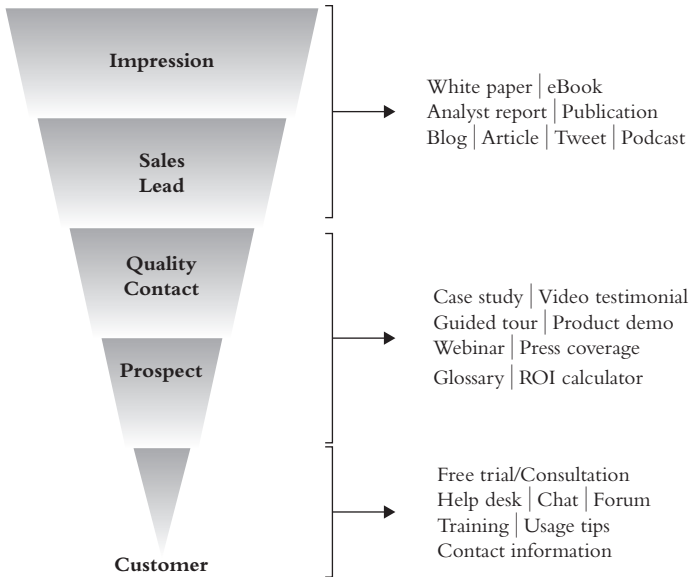 Impression
Sales
Lead
White paper | eBook
Analyst report | Publication
Blog | Article | Tweet | Podcast
Quality
Contact
Prospect
Case study | Video testimonial
Guided tour | Product demo
Webinar | Press coverage
Glossary | ROI calculator
Customer
Free trial/Consultation
Help desk | Chat | Forum
Training | Usage tips
Contact information